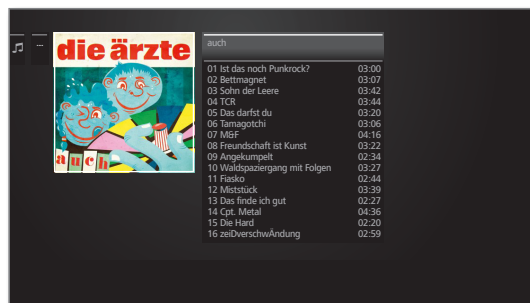 ...
die ärzte
auch
auch
01 Ist das noch Punkrock? 03:00
02 Bettmagnet 03:07
03 Sohn der Leere 03:42
04 TCR 03:44
05 Das darfst du 03:20
06 Tamagotchi 03:06
07 M&F 04:16
08 Freundschaft ist Kunst 03:22
09 Angekumpelt 02:34
10 Waldspaziergang mit Folgen 03:27
11 Fiasko 02:44
12 Miststück 03:39
13 Das finde ich gut 02:27
14 Cpt. Metal 04:36
15 Die Hard 02:20
16 zeiDverschwÄndung 02:59